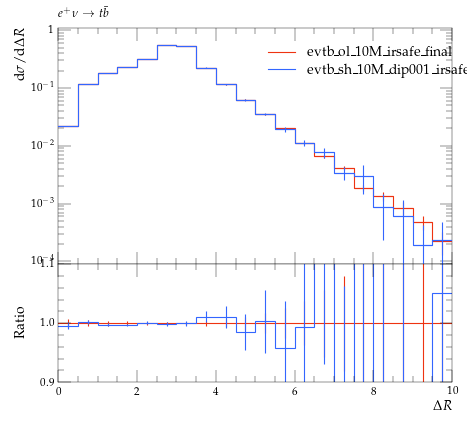 e⁺ν → tb̄
dσ/dΔR
evtb_ol_10M_irsafe_final
evtb_sh_10M_dip001_irsafe
1
10⁻¹
10⁻²
10⁻³
10⁻⁴
1.1
Ratio
1.0
0.9
0 2 4 6 8 10
ΔR